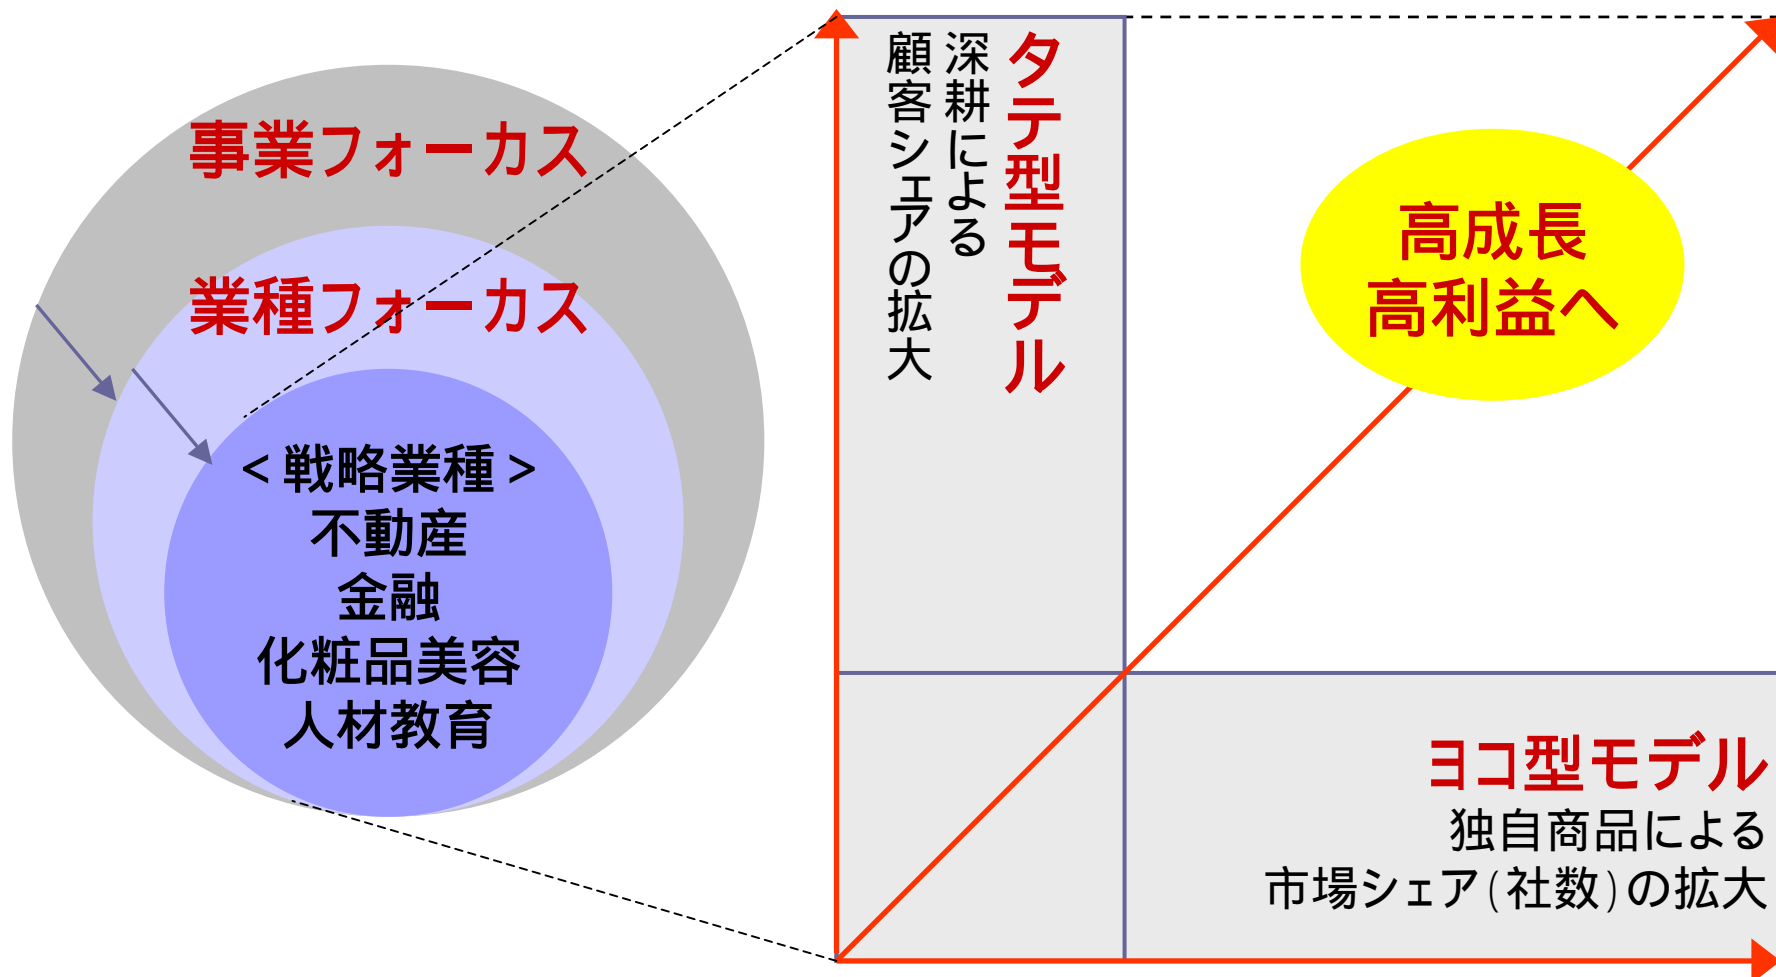 事業フォーカス
業種フォーカス
<戦略業種>
不動産
金融
化粧品美容
人材教育
タテ型モデル
深耕による
顧客シェアの拡大
高成長
高利益へ
ヨコ型モデル
独自商品による
市場シェア(社数)の拡大